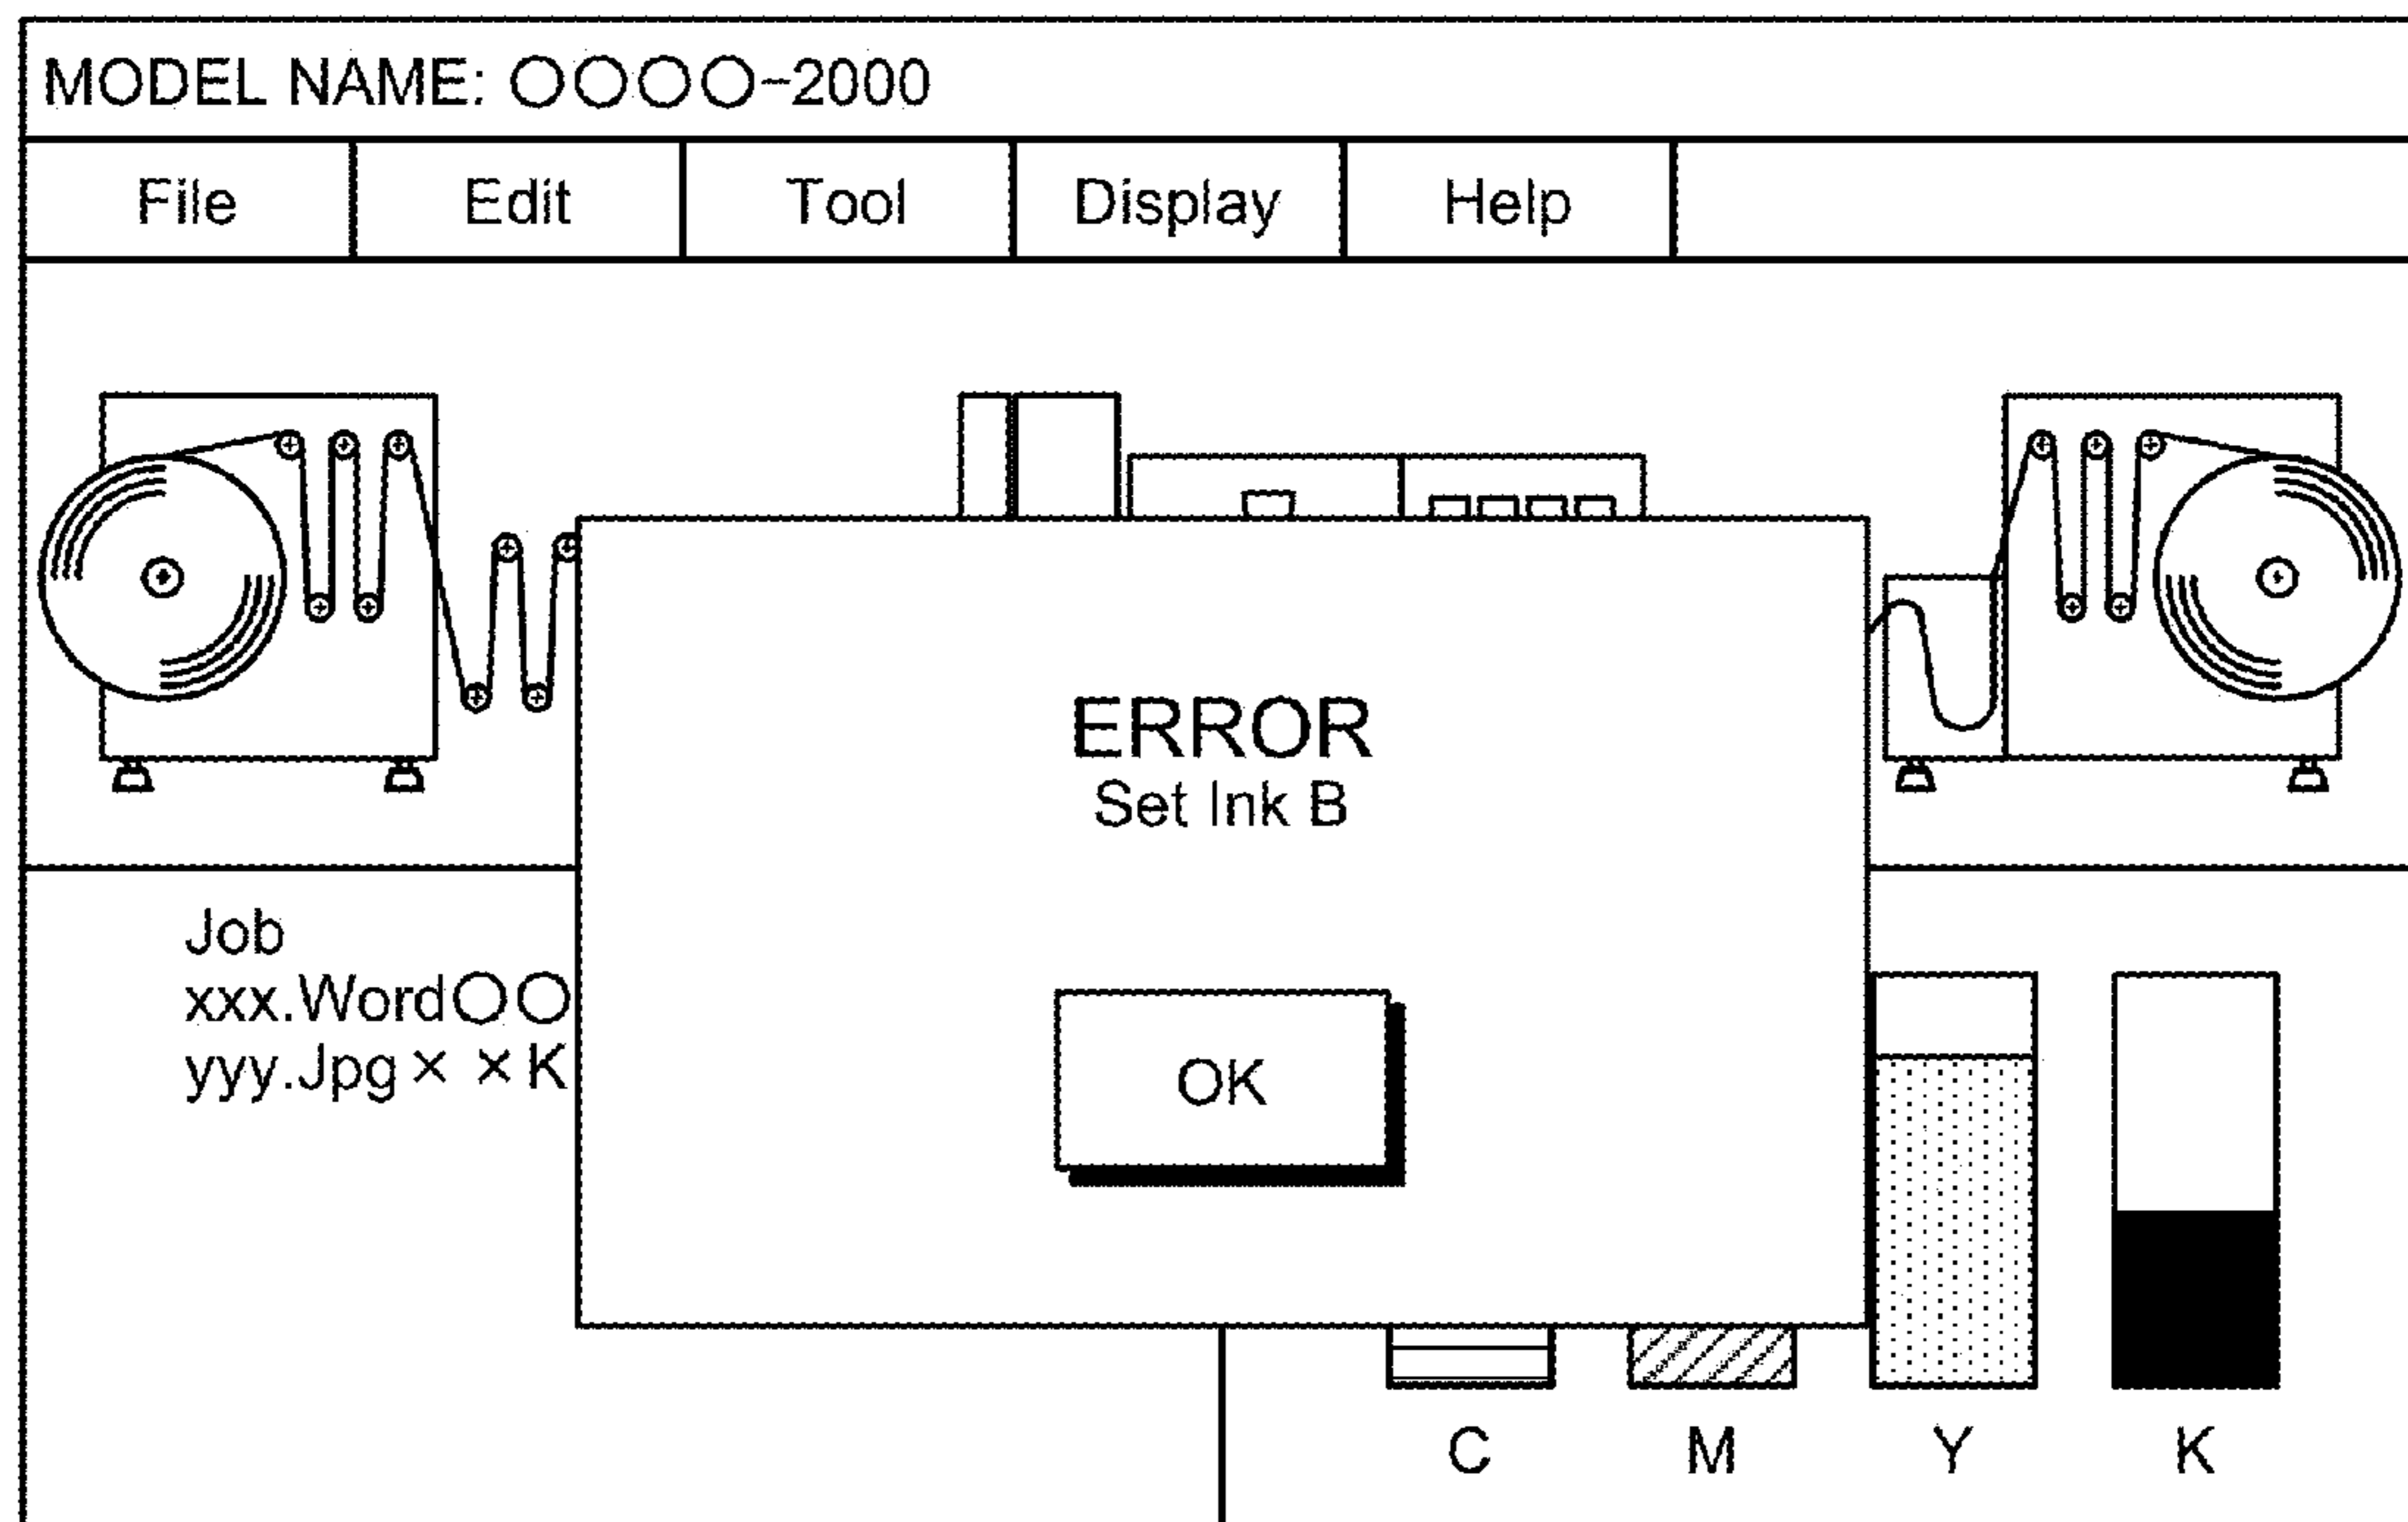 MODEL NAME: ○○○○-2000
File Edit Tool Display Help
ERROR
Set Ink B
Job
xxx.Word○○
yyy.Jpg××K
OK
C M Y K